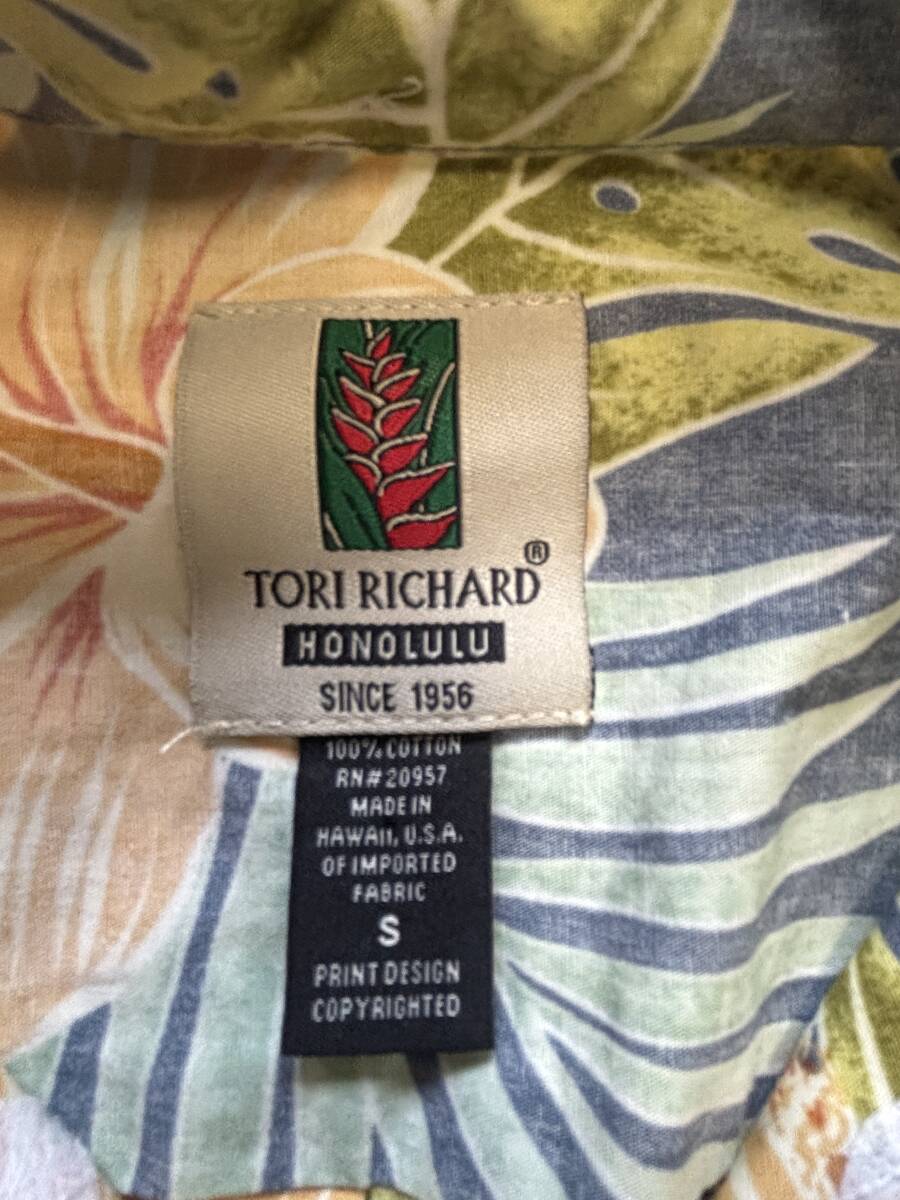 TORI RICHARD®
HONOLULU
SINCE 1956
100% COTTON
RN# 20957
MADE IN
HAWAII, U.S.A.
OF IMPORTED
FABRIC
S
PRINT DESIGN
COPYRIGHTED